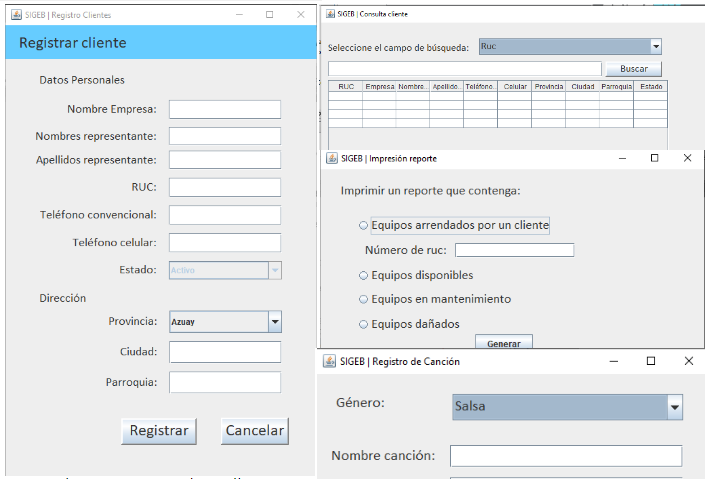 SIGEB | Registro Clientes
Registrar cliente
Datos Personales
Nombre Empresa:
Nombres representante:
Apellidos representante:
RUC:
Teléfono convencional:
Teléfono celular:
Estado: Activo
Dirección
Provincia: Azuay
Ciudad:
Parroquia:
Registrar Cancelar
SIGEB | Consulta cliente
Seleccione el campo de búsqueda: Ruc
Buscar
RUC Empresa Nombre... Apellido... Teléfono... Celular Provincia Ciudad Parroquia Estado
SIGEB | Impresión reporte
Imprimir un reporte que contenga:
Equipos arrendados por un cliente
Número de ruc:
Equipos disponibles
Equipos en mantenimiento
Equipos dañados
Generar
SIGEB | Registro de Canción
Género: Salsa
Nombre canción: